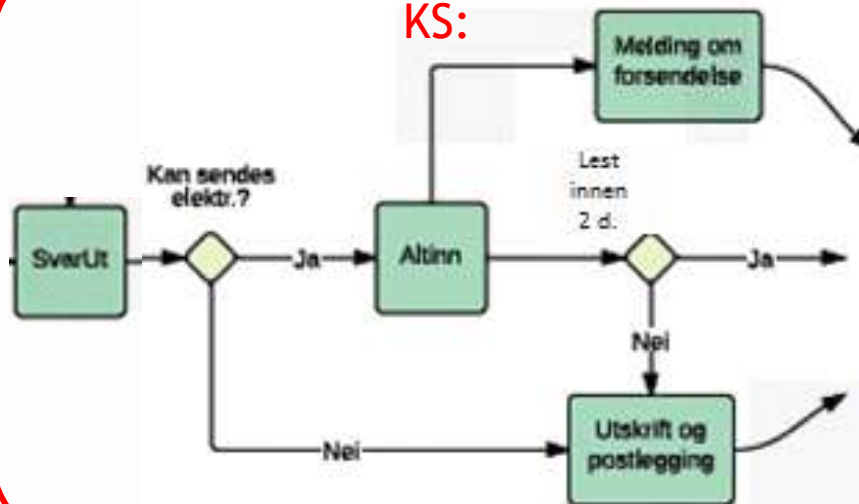 KS:
Melding om
forsendelse
Kan sendes
elektr.?
Lest
innen
2 d.
SvarUt
Ja
Altinn
Ja
Nei
Nei
Utskrift og
postlegging